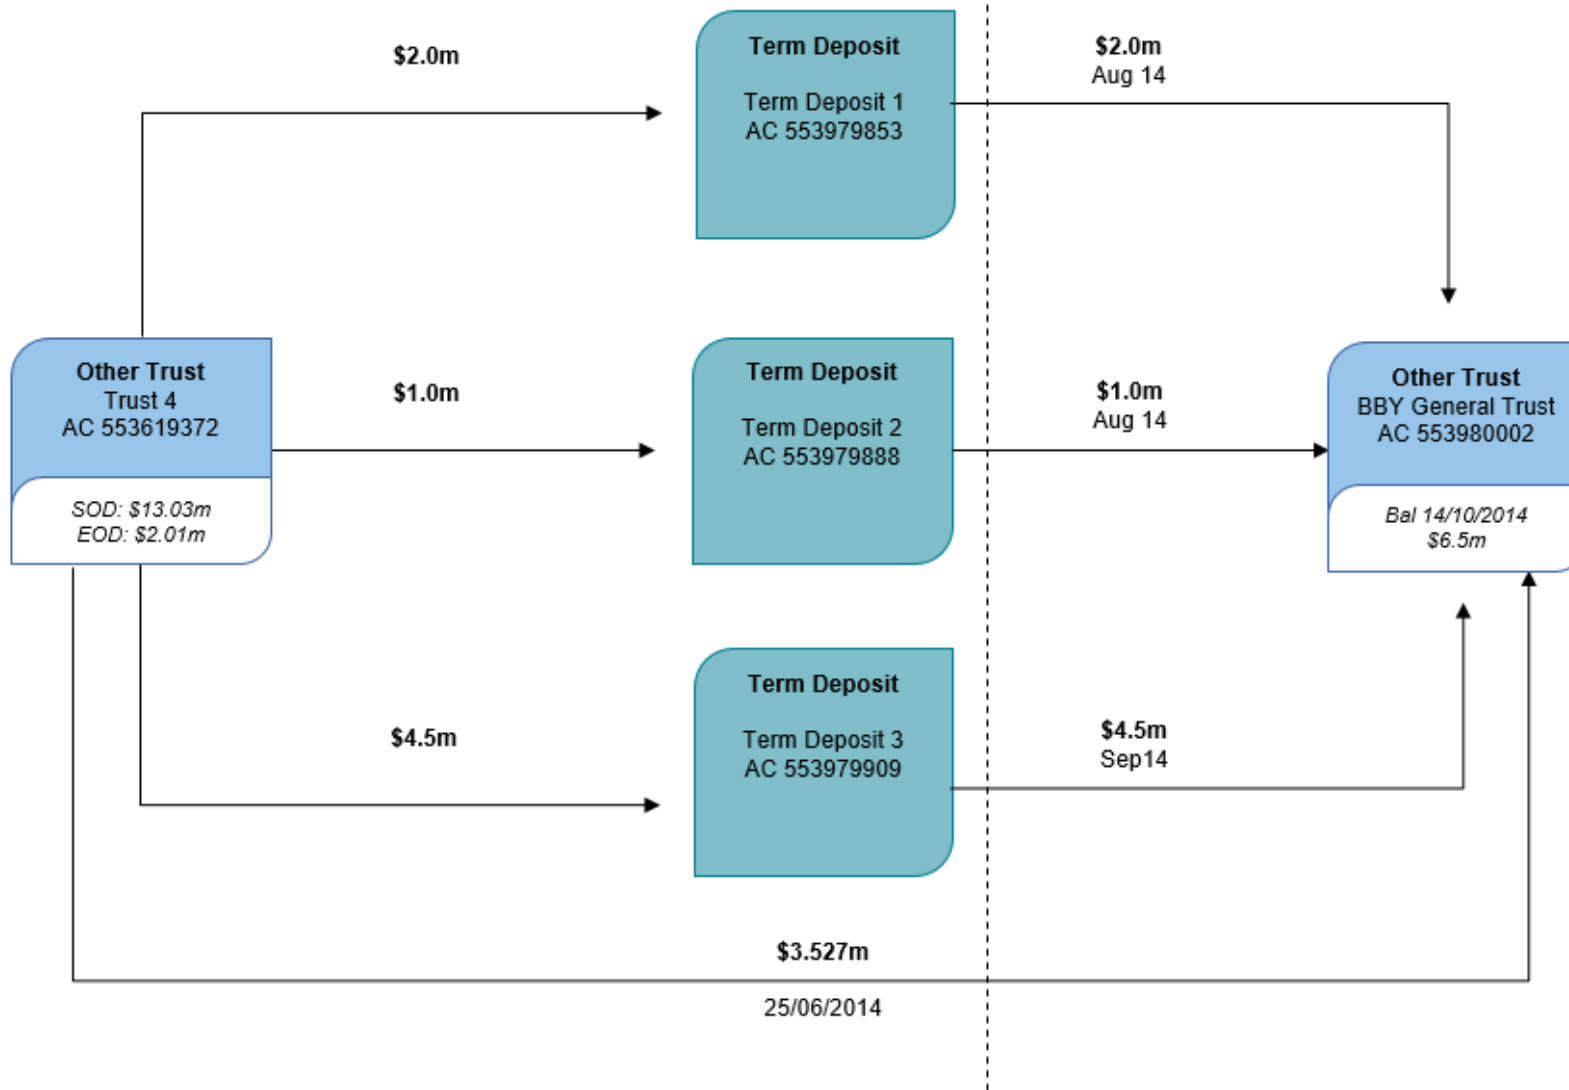 $2.0m
Term Deposit
Term Deposit 1
AC 553979853
$2.0m
Aug 14
Other Trust
Trust 4
AC 553619372
SOD: $13.03m
EOD: $2.01m
$1.0m
Term Deposit
Term Deposit 2
AC 553979888
$1.0m
Aug 14
Other Trust
BBY General Trust
AC 553980002
Bal 14/10/2014
$6.5m
$4.5m
Term Deposit
Term Deposit 3
AC 553979909
$4.5m
Sep14
$3.527m
25/06/2014